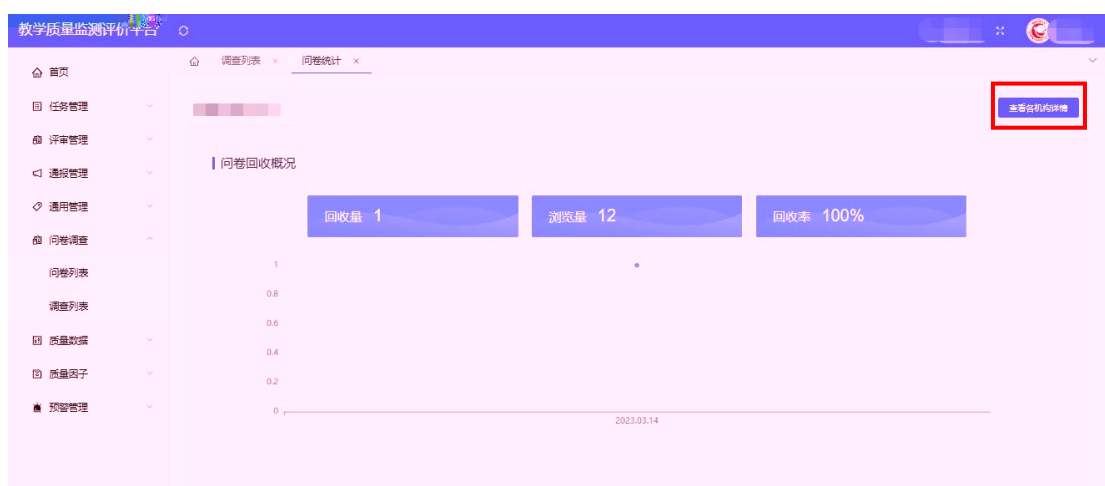 教学质量监测评价平台
调查列表 × 问卷统计 ×
首页
任务管理
评审管理
通报管理
通用管理
问卷调查
问卷列表
调查列表
质量数据
质量因子
预警管理
查看各机构详情
问卷回收概况
回收量 1
浏览量 12
回收率 100%
1
0.8
0.6
0.4
0.2
0
2023.03.14